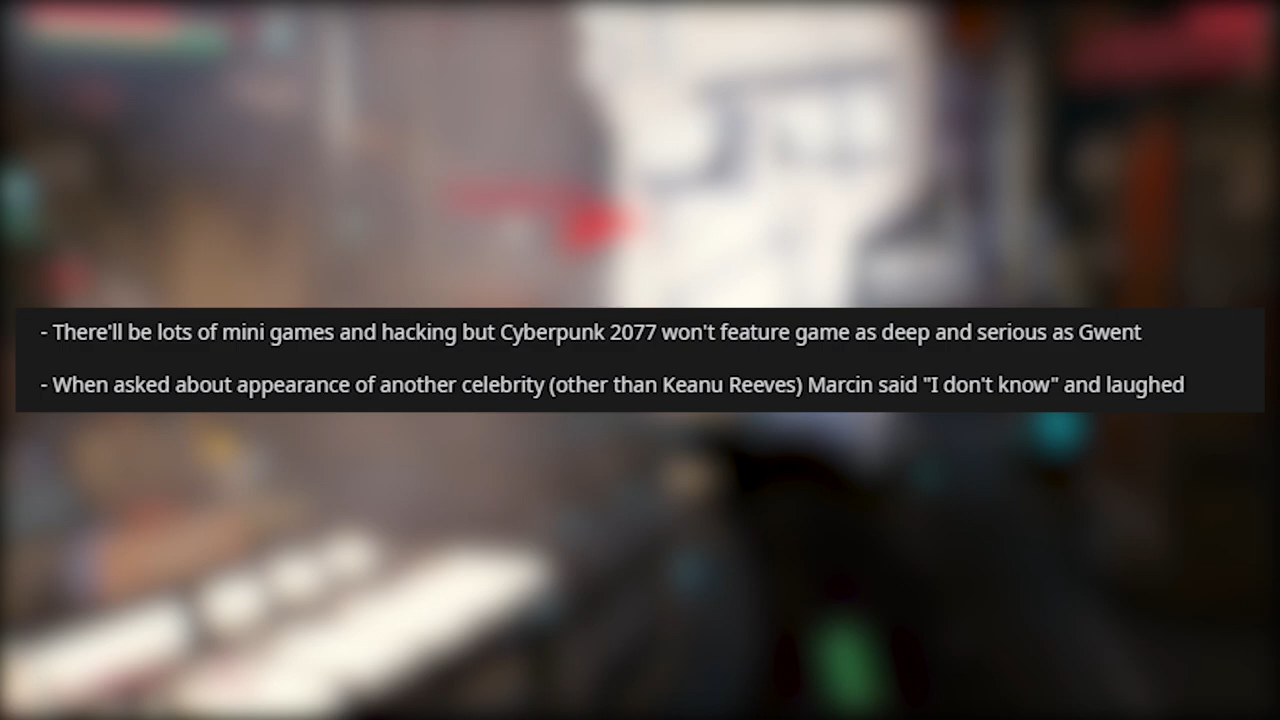 - There'll be lots of mini games and hacking but Cyberpunk 2077 won't feature game as deep and serious as Gwent
- When asked about appearance of another celebrity (other than Keanu Reeves) Marcin said "I don't know" and laughed